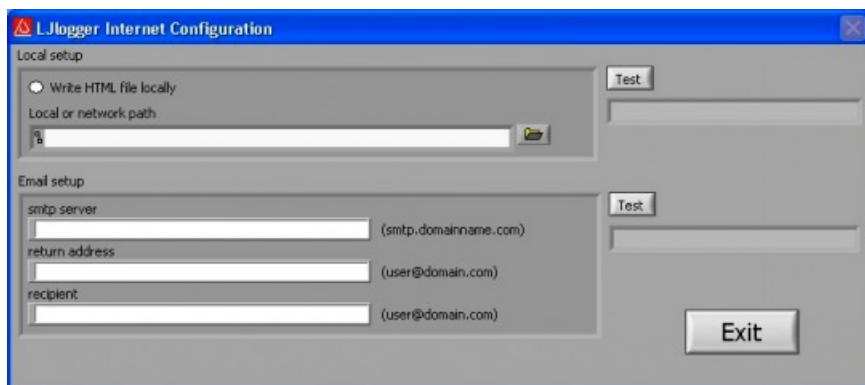 LJlogger Internet Configuration
Local setup
Write HTML file locally
Test
Local or network path
Email setup
smtp server
Test
(smtp.domainname.com)
return address
(user@domain.com)
recipient
(user@domain.com)
Exit